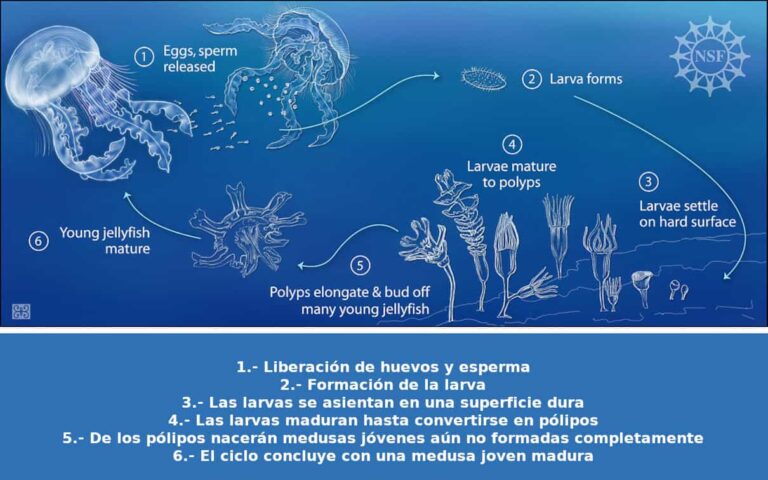 1 Eggs, sperm
released
NSF
2 Larva forms
3
Larvae settle
on hard surface
4
Larvae mature
to polyps
5
Polyps elongate & bud off
many young jellyfish
6 Young jellyfish
mature
1.- Liberación de huevos y esperma
2.- Formación de la larva
3.- Las larvas se asientan en una superficie dura
4.- Las larvas maduran hasta convertirse en pólipos
5.- De los pólipos nacerán medusas jóvenes aún no formadas completamente
6.- El ciclo concluye con una medusa joven madura